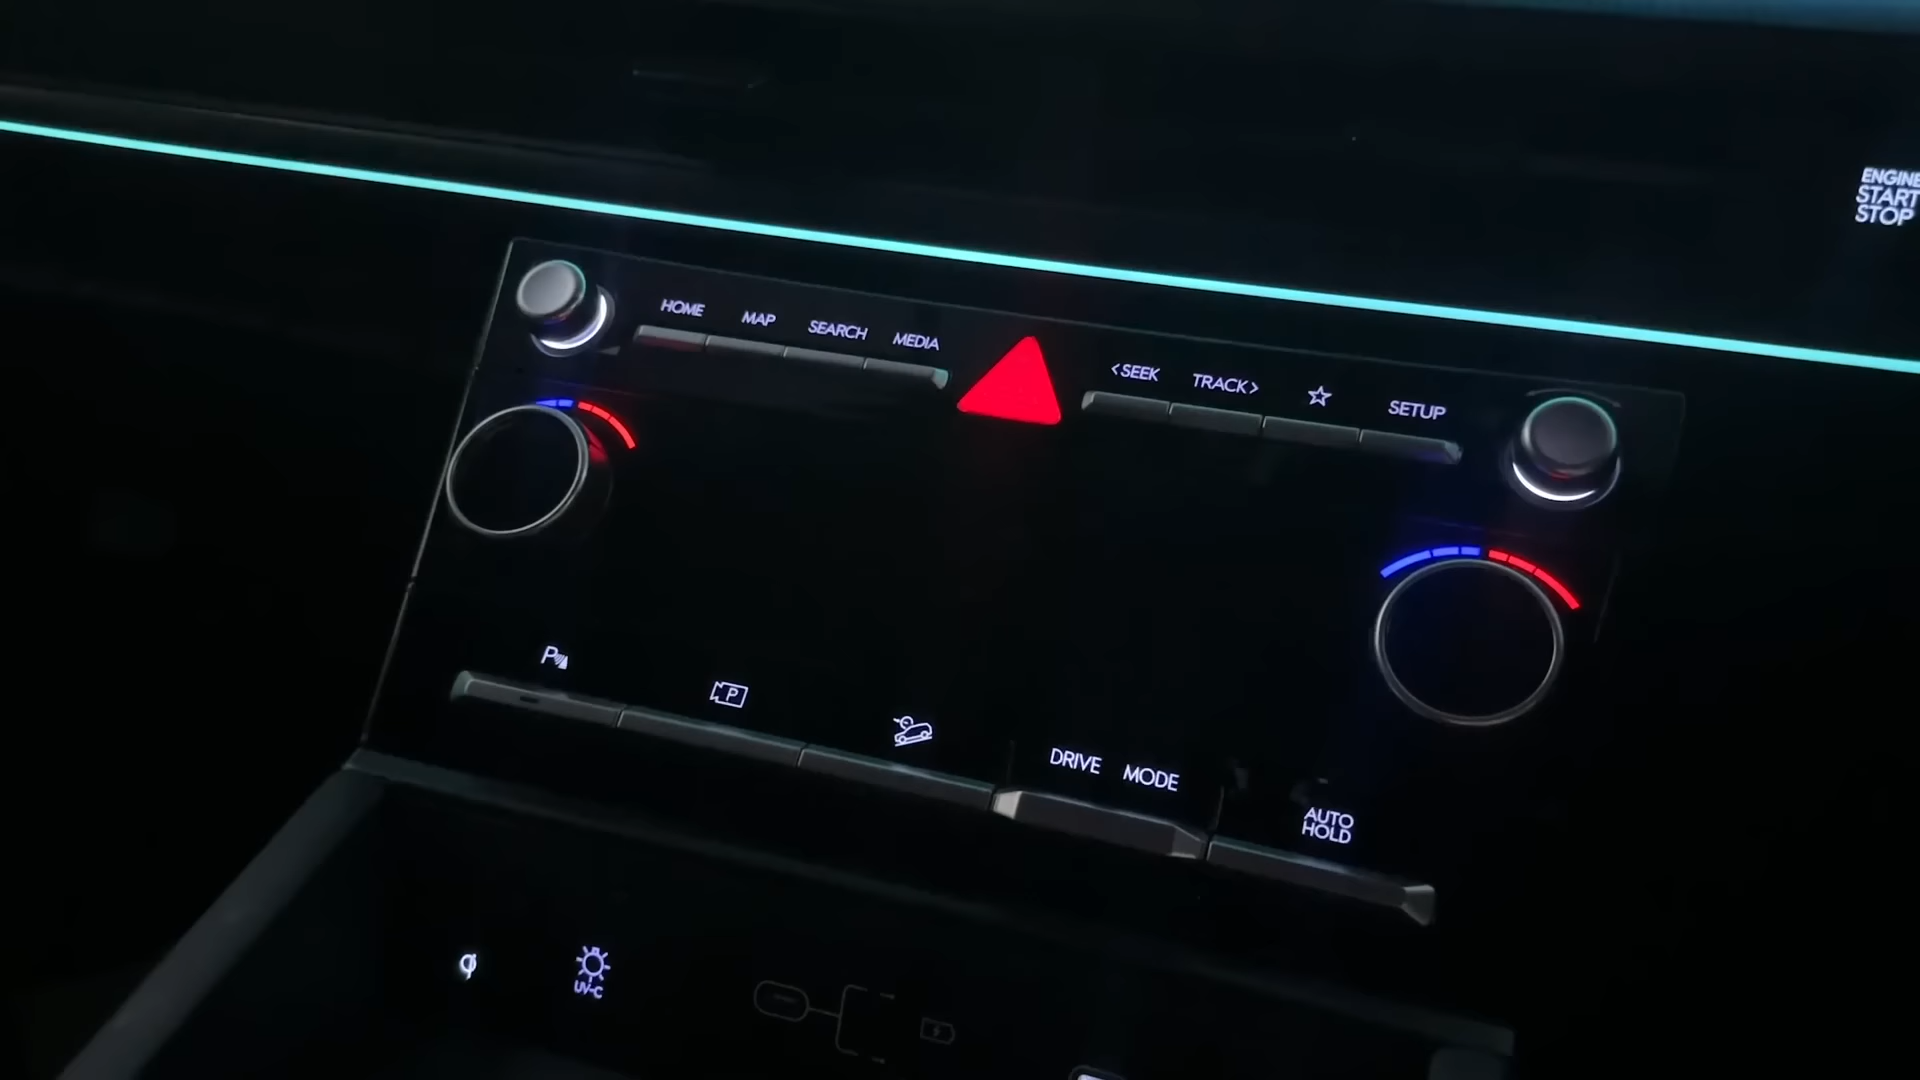 ENGINE
START
STOP
HOME MAP SEARCH MEDIA
<SEEK TRACK> ☆ SETUP
P
P
DRIVE MODE
AUTO
HOLD
UV-C